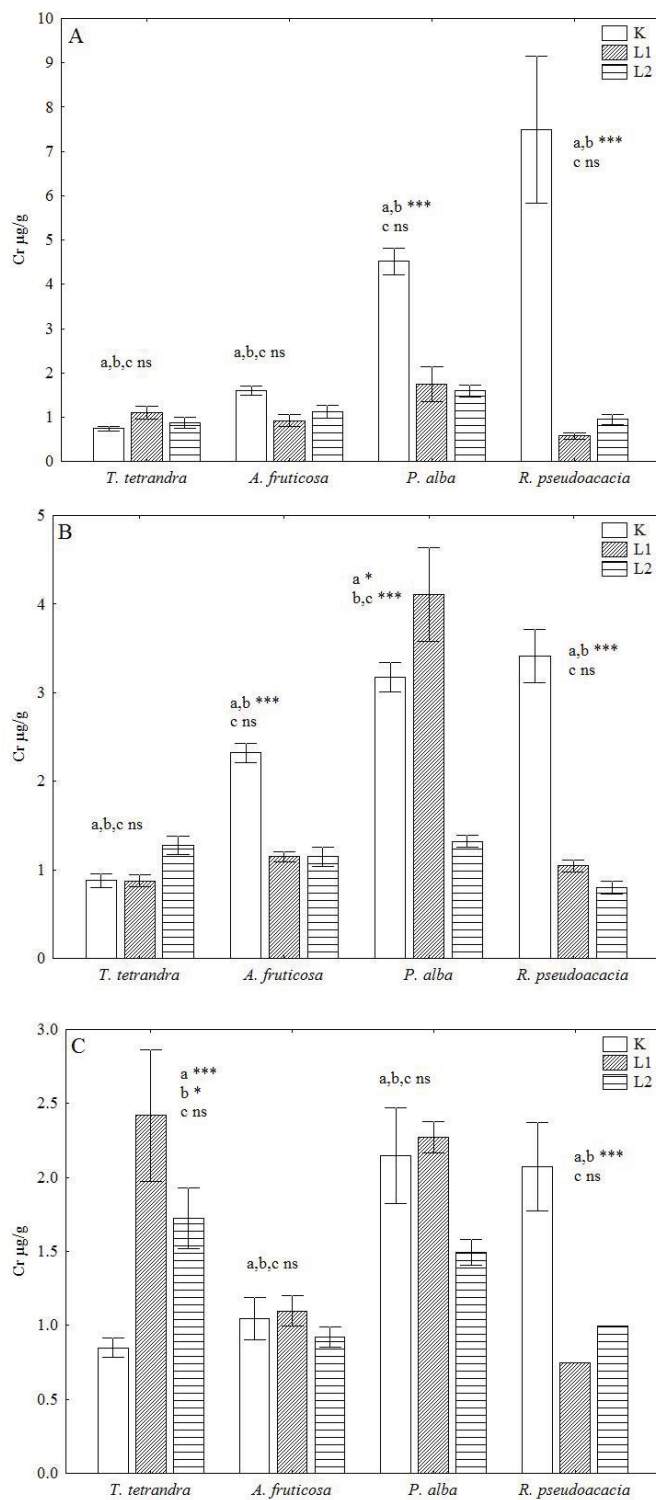 A
K
L1
L2
10
9
8
7
6
5
4
3
2
1
0
Cr µg/g
a,b,c ns
a,b,c ns
a,b ***
c ns
a,b ***
c ns
T. tetrandra
A. fruticosa
P. alba
R. pseudoacacia
B
K
L1
L2
5
4
3
2
1
0
Cr µg/g
a,b,c ns
a,b ***
c ns
a *
b,c ***
a,b ***
c ns
T. tetrandra
A. fruticosa
P. alba
R. pseudoacacia
C
K
L1
L2
3.0
2.5
2.0
1.5
1.0
0.5
0.0
Cr µg/g
a ***
b *
c ns
a,b,c ns
a,b,c ns
a,b ***
c ns
T. tetrandra
A. fruticosa
P. alba
R. pseudoacacia